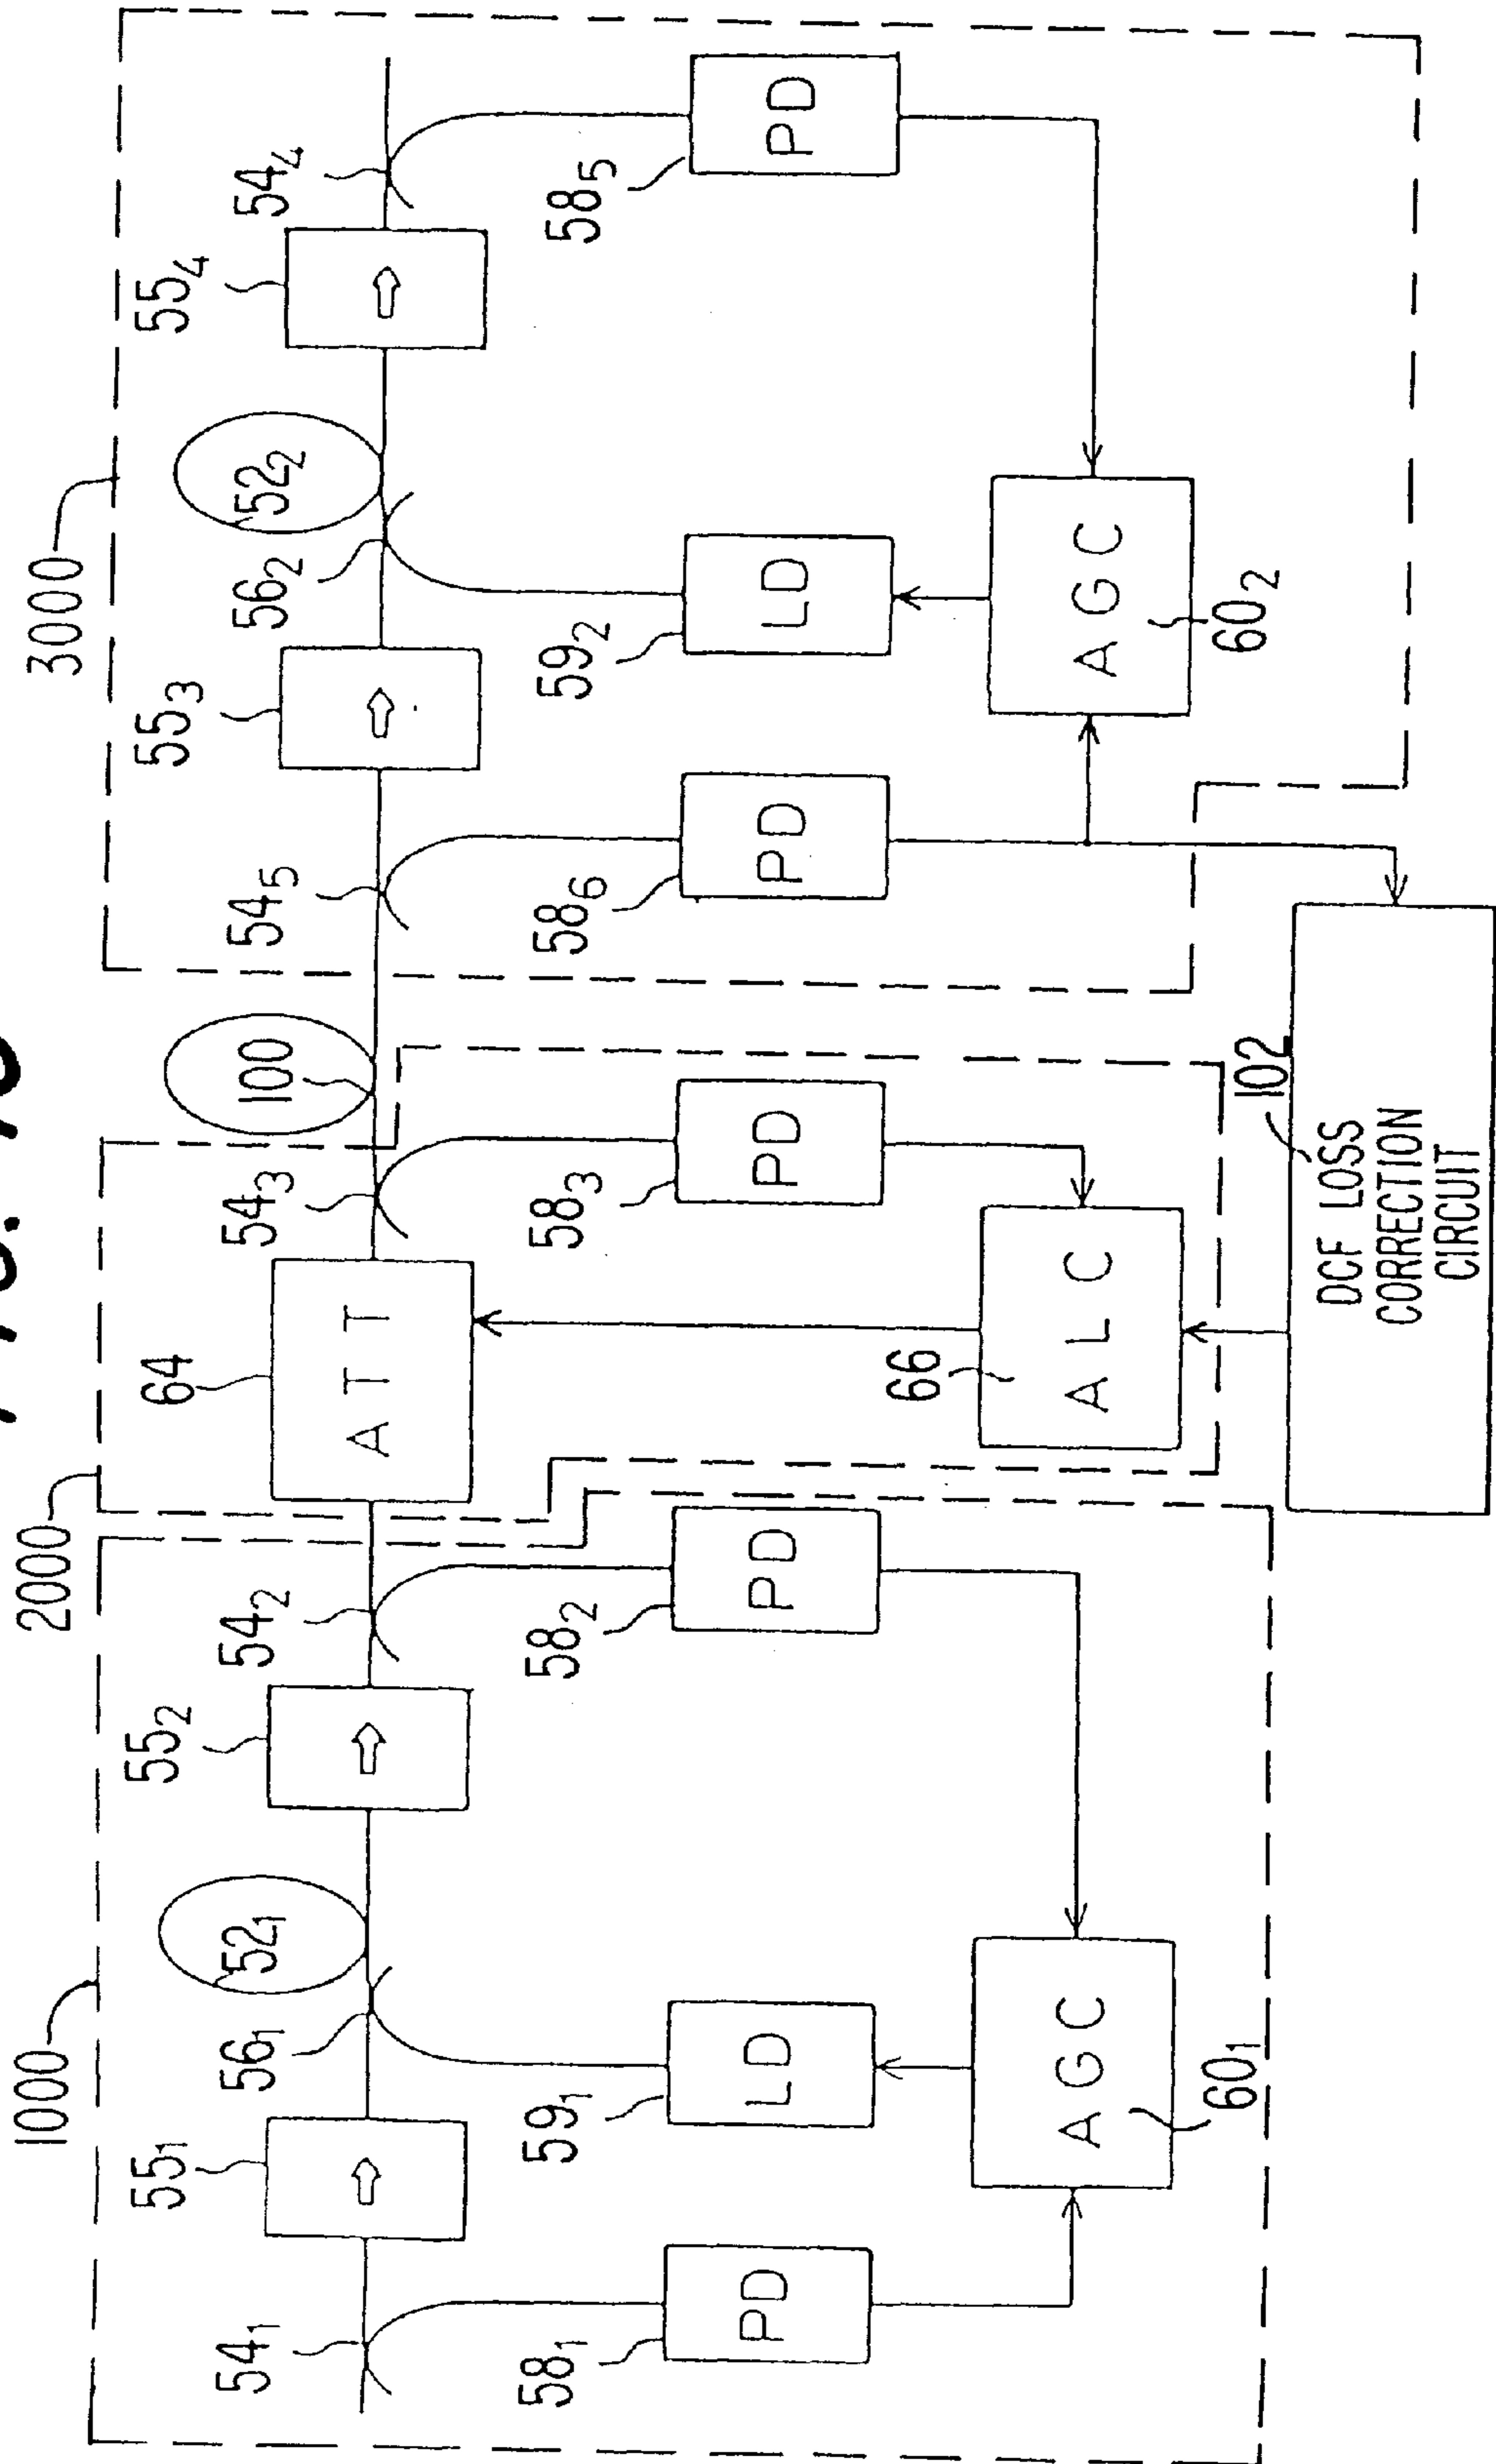 1000
2000
3000
54₁
55₁
56₁
52₁
55₂
54₂
64
ATT
54₃
100
54₅
55₃
56₂
52₂
55₄
54₄
58₁
PD
59₁
LD
58₂
PD
58₃
PD
58₆
PD
59₂
LD
58₅
PD
AGC
60₁
66
ALC
AGC
60₂
102
DCF LOSS
CORRECTION
CIRCUIT